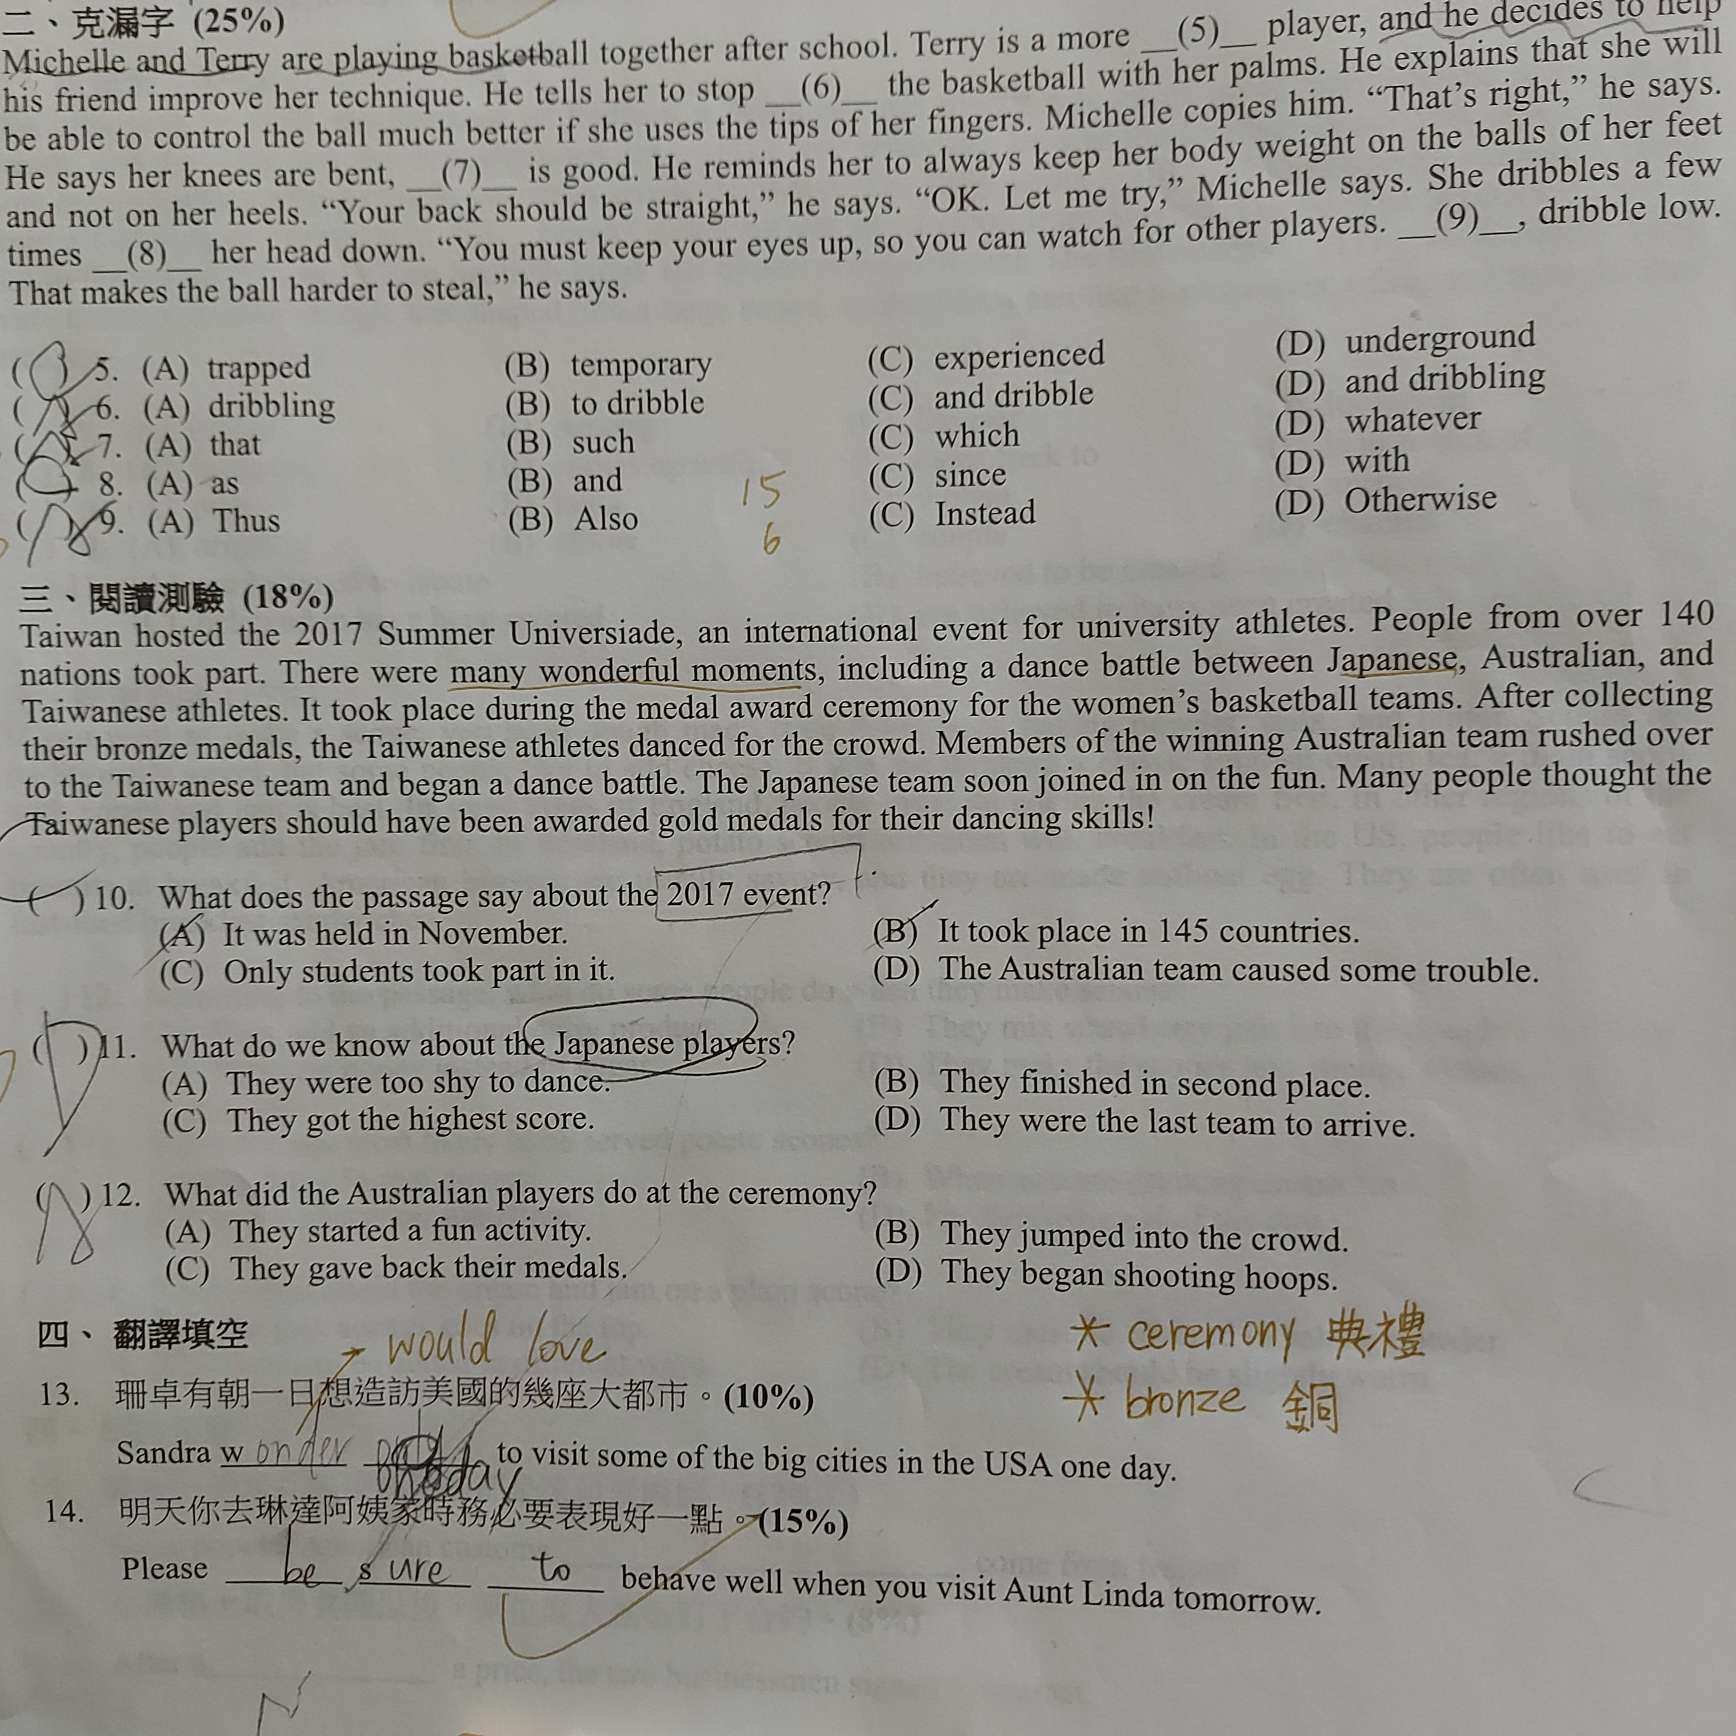 二、克漏字 (25%)
Michelle and Terry are playing basketball together after school. Terry is a more __(5)__ player, and he decides to help
his friend improve her technique. He tells her to stop __(6)__ the basketball with her palms. He explains that she will
be able to control the ball much better if she uses the tips of her fingers. Michelle copies him. “That’s right,” he says.
He says her knees are bent, __(7)__ is good. He reminds her to always keep her body weight on the balls of her feet
and not on her heels. “Your back should be straight,” he says. “OK. Let me try,” Michelle says. She dribbles a few
times __(8)__ her head down. “You must keep your eyes up, so you can watch for other players. __(9)__, dribble low.
That makes the ball harder to steal,” he says.
( ) 5. (A) trapped (B) temporary (C) experienced (D) underground
( ) 6. (A) dribbling (B) to dribble (C) and dribble (D) and dribbling
( ) 7. (A) that (B) such (C) which (D) whatever
( ) 8. (A) as (B) and (C) since (D) with
15
( ) 9. (A) Thus (B) Also (C) Instead (D) Otherwise
6
三、閱讀測驗 (18%)
Taiwan hosted the 2017 Summer Universiade, an international event for university athletes. People from over 140
nations took part. There were many wonderful moments, including a dance battle between Japanese, Australian, and
Taiwanese athletes. It took place during the medal award ceremony for the women’s basketball teams. After collecting
their bronze medals, the Taiwanese athletes danced for the crowd. Members of the winning Australian team rushed over
to the Taiwanese team and began a dance battle. The Japanese team soon joined in on the fun. Many people thought the
Taiwanese players should have been awarded gold medals for their dancing skills!
( ) 10. What does the passage say about the 2017 event?
(A) It was held in November. (B) It took place in 145 countries.
(C) Only students took part in it. (D) The Australian team caused some trouble.
( ) 11. What do we know about the Japanese players?
(A) They were too shy to dance. (B) They finished in second place.
(C) They got the highest score. (D) They were the last team to arrive.
( ) 12. What did the Australian players do at the ceremony?
(A) They started a fun activity. (B) They jumped into the crowd.
(C) They gave back their medals. (D) They began shooting hoops.
四、翻譯填空
would love
* ceremony 典禮
13. 珊卓有朝一日想造訪美國的幾座大都市。(10%)
* bronze 銅
Sandra w onder to visit some of the big cities in the USA one day.
oneday
14. 明天你去琳達阿姨家時務必要表現好一點。(15%)
Please be sure to behave well when you visit Aunt Linda tomorrow.